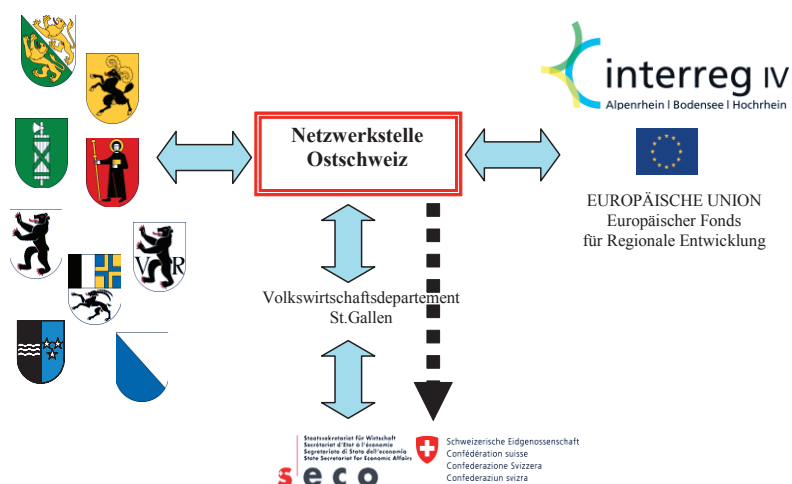 interreg IV
Alpenrhein | Bodensee | Hochrhein
Netzwerkstelle
Ostschweiz
EUROPÄISCHE UNION
Europäischer Fonds
für Regionale Entwicklung
V R
Volkswirtschaftsdepartement
St.Gallen
Staatssekretariat für Wirtschaft
Secrétariat d'Etat à l'économie
Segretariato di Stato dell'economia
State Secretariat for Economic Affairs
seco
Schweizerische Eidgenossenschaft
Confédération suisse
Confederazione Svizzera
Confederaziun svizra